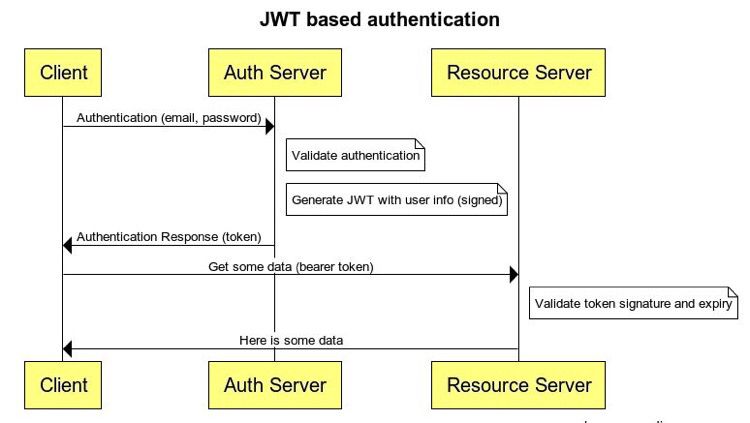 JWT based authentication
Client
Auth Server
Resource Server
Authentication (email, password)
Validate authentication
Generate JWT with user info (signed)
Authentication Response (token)
Get some data (bearer token)
Validate token signature and expiry
Here is some data
Client
Auth Server
Resource Server